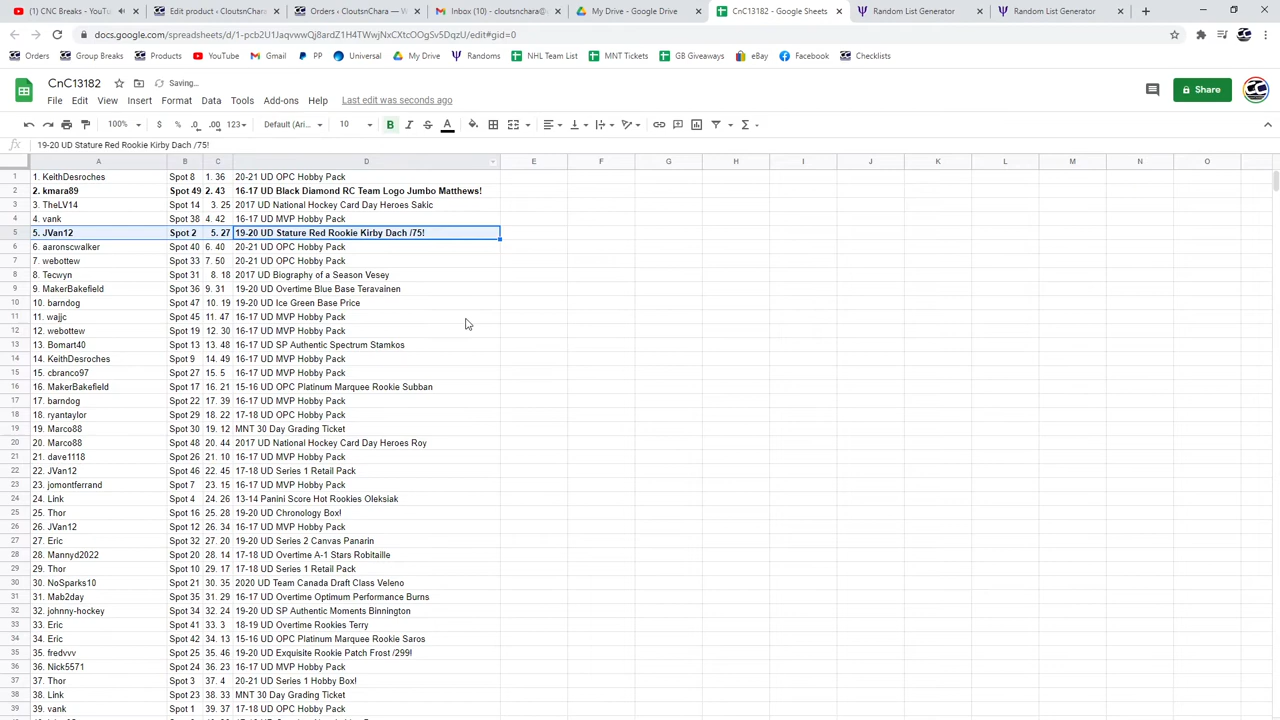 (1) CNC Breaks - YouTu
Edit product ‹ CloutsnChara
Orders ‹ CloutsnChara — W
Inbox (10) - cloutsnchara@
My Drive - Google Drive
CnC13182 - Google Sheets
Random List Generator
Random List Generator
docs.google.com/spreadsheets/d/1-pcb2U1JaqvwwQj8ardZ1H4TWwjNxCXtcOOgSv5DqzU/edit#gid=0
Orders
Group Breaks
Products
YouTube
Gmail
PP
Universal
My Drive
Randoms
NHL Team List
MNT Tickets
GB Giveaways
eBay
Facebook
Checklists
CnC13182
Saving...
Share
File Edit View Insert Format Data Tools Add-ons Help Last edit was seconds ago
100% $ % .0 .00 123 Default (Ari... 10 B I S A
fx 19-20 UD Stature Red Rookie Kirby Dach /75!
A B C D E F G H I J K L M N O
1 1. KeithDesroches Spot 8 1. 36 20-21 UD OPC Hobby Pack
2 2. kmara89 Spot 49 2. 43 16-17 UD Black Diamond RC Team Logo Jumbo Matthews!
3 3. TheLV14 Spot 14 3. 25 2017 UD National Hockey Card Day Heroes Sakic
4 4. vank Spot 38 4. 42 16-17 UD MVP Hobby Pack
5 5. JVan12 Spot 2 5. 27 19-20 UD Stature Red Rookie Kirby Dach /75!
6 6. aaronscwalker Spot 40 6. 40 20-21 UD OPC Hobby Pack
7 7. webottew Spot 33 7. 50 20-21 UD OPC Hobby Pack
8 8. Tecwyn Spot 31 8. 18 2017 UD Biography of a Season Vesey
9 9. MakerBakefield Spot 36 9. 31 19-20 UD Overtime Blue Base Teravainen
10 10. barndog Spot 47 10. 19 19-20 UD Ice Green Base Price
11 11. wajjc Spot 45 11. 47 16-17 UD MVP Hobby Pack
12 12. webottew Spot 19 12. 30 16-17 UD MVP Hobby Pack
13 13. Bomart40 Spot 13 13. 48 16-17 UD SP Authentic Spectrum Stamkos
14 14. KeithDesroches Spot 9 14. 49 16-17 UD MVP Hobby Pack
15 15. cbranco97 Spot 27 15. 5 16-17 UD MVP Hobby Pack
16 16. MakerBakefield Spot 17 16. 21 15-16 UD OPC Platinum Marquee Rookie Subban
17 17. barndog Spot 22 17. 39 16-17 UD MVP Hobby Pack
18 18. ryantaylor Spot 29 18. 22 17-18 UD OPC Hobby Pack
19 19. Marco88 Spot 30 19. 12 MNT 30 Day Grading Ticket
20 20. Marco88 Spot 48 20. 44 2017 UD National Hockey Card Day Heroes Roy
21 21. dave1118 Spot 26 21. 10 16-17 UD MVP Hobby Pack
22 22. JVan12 Spot 46 22. 45 17-18 UD Series 1 Retail Pack
23 23. jomontferrand Spot 7 23. 15 16-17 UD MVP Hobby Pack
24 24. Link Spot 4 24. 26 13-14 Panini Score Hot Rookies Oleksiak
25 25. Thor Spot 16 25. 28 19-20 UD Chronology Box!
26 26. JVan12 Spot 12 26. 34 16-17 UD MVP Hobby Pack
27 27. Eric Spot 32 27. 20 19-20 UD Series 2 Canvas Panarin
28 28. Mannyd2022 Spot 20 28. 14 17-18 UD Overtime A-1 Stars Robitaille
29 29. Thor Spot 10 29. 17 17-18 UD Series 1 Retail Pack
30 30. NoSparks10 Spot 21 30. 35 2020 UD Team Canada Draft Class Veleno
31 31. Mab2day Spot 35 31. 29 16-17 UD Overtime Optimum Performance Burns
32 32. johnny-hockey Spot 34 32. 24 19-20 UD SP Authentic Moments Binnington
33 33. Eric Spot 41 33. 3 18-19 UD Overtime Rookies Terry
34 34. Eric Spot 42 34. 13 15-16 UD OPC Platinum Marquee Rookie Saros
35 35. fredvvv Spot 25 35. 46 19-20 UD Exquisite Rookie Patch Frost /299!
36 36. Nick5571 Spot 24 36. 23 16-17 UD MVP Hobby Pack
37 37. Thor Spot 3 37. 4 20-21 UD Series 1 Hobby Box!
38 38. Link Spot 23 38. 33 MNT 30 Day Grading Ticket
39 39. vank Spot 1 39. 37 17-18 UD OPC Hobby Pack